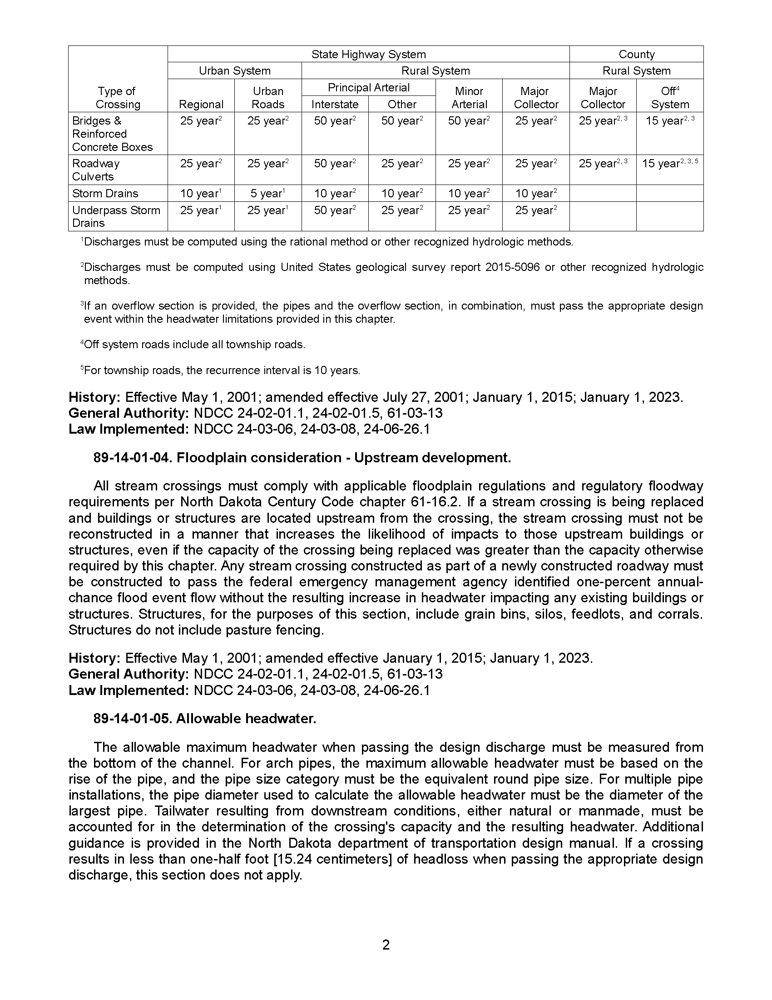 State Highway System County
Urban System Rural System Rural System
Type of Crossing Regional Urban Roads Principal Arterial Minor Arterial Major Collector Major Collector Off4 System
Interstate Other
Bridges & 25 year2 25 year2 50 year2 50 year2 50 year2 25 year2 25 year2, 3 15 year2, 3
Reinforced
Concrete Boxes
Roadway 25 year2 25 year2 50 year2 25 year2 25 year2 25 year2 25 year2, 3 15 year2, 3, 5
Culverts
Storm Drains 10 year1 5 year1 10 year2 10 year2 10 year2 10 year2
Underpass Storm 25 year1 25 year1 50 year2 25 year2 25 year2 25 year2
Drains
1Discharges must be computed using the rational method or other recognized hydrologic methods.
2Discharges must be computed using United States geological survey report 2015-5096 or other recognized hydrologic
methods.
3If an overflow section is provided, the pipes and the overflow section, in combination, must pass the appropriate design
event within the headwater limitations provided in this chapter.
4Off system roads include all township roads.
5For township roads, the recurrence interval is 10 years.
History: Effective May 1, 2001; amended effective July 27, 2001; January 1, 2015; January 1, 2023.
General Authority: NDCC 24-02-01.1, 24-02-01.5, 61-03-13
Law Implemented: NDCC 24-03-06, 24-03-08, 24-06-26.1
89-14-01-04. Floodplain consideration - Upstream development.
All stream crossings must comply with applicable floodplain regulations and regulatory floodway
requirements per North Dakota Century Code chapter 61-16.2. If a stream crossing is being replaced
and buildings or structures are located upstream from the crossing, the stream crossing must not be
reconstructed in a manner that increases the likelihood of impacts to those upstream buildings or
structures, even if the capacity of the crossing being replaced was greater than the capacity otherwise
required by this chapter. Any stream crossing constructed as part of a newly constructed roadway must
be constructed to pass the federal emergency management agency identified one-percent annual-
chance flood event flow without the resulting increase in headwater impacting any existing buildings or
structures. Structures, for the purposes of this section, include grain bins, silos, feedlots, and corrals.
Structures do not include pasture fencing.
History: Effective May 1, 2001; amended effective January 1, 2015; January 1, 2023.
General Authority: NDCC 24-02-01.1, 24-02-01.5, 61-03-13
Law Implemented: NDCC 24-03-06, 24-03-08, 24-06-26.1
89-14-01-05. Allowable headwater.
The allowable maximum headwater when passing the design discharge must be measured from
the bottom of the channel. For arch pipes, the maximum allowable headwater must be based on the
rise of the pipe, and the pipe size category must be the equivalent round pipe size. For multiple pipe
installations, the pipe diameter used to calculate the allowable headwater must be the diameter of the
largest pipe. Tailwater resulting from downstream conditions, either natural or manmade, must be
accounted for in the determination of the crossing's capacity and the resulting headwater. Additional
guidance is provided in the North Dakota department of transportation design manual. If a crossing
results in less than one-half foot [15.24 centimeters] of headloss when passing the appropriate design
discharge, this section does not apply.
2